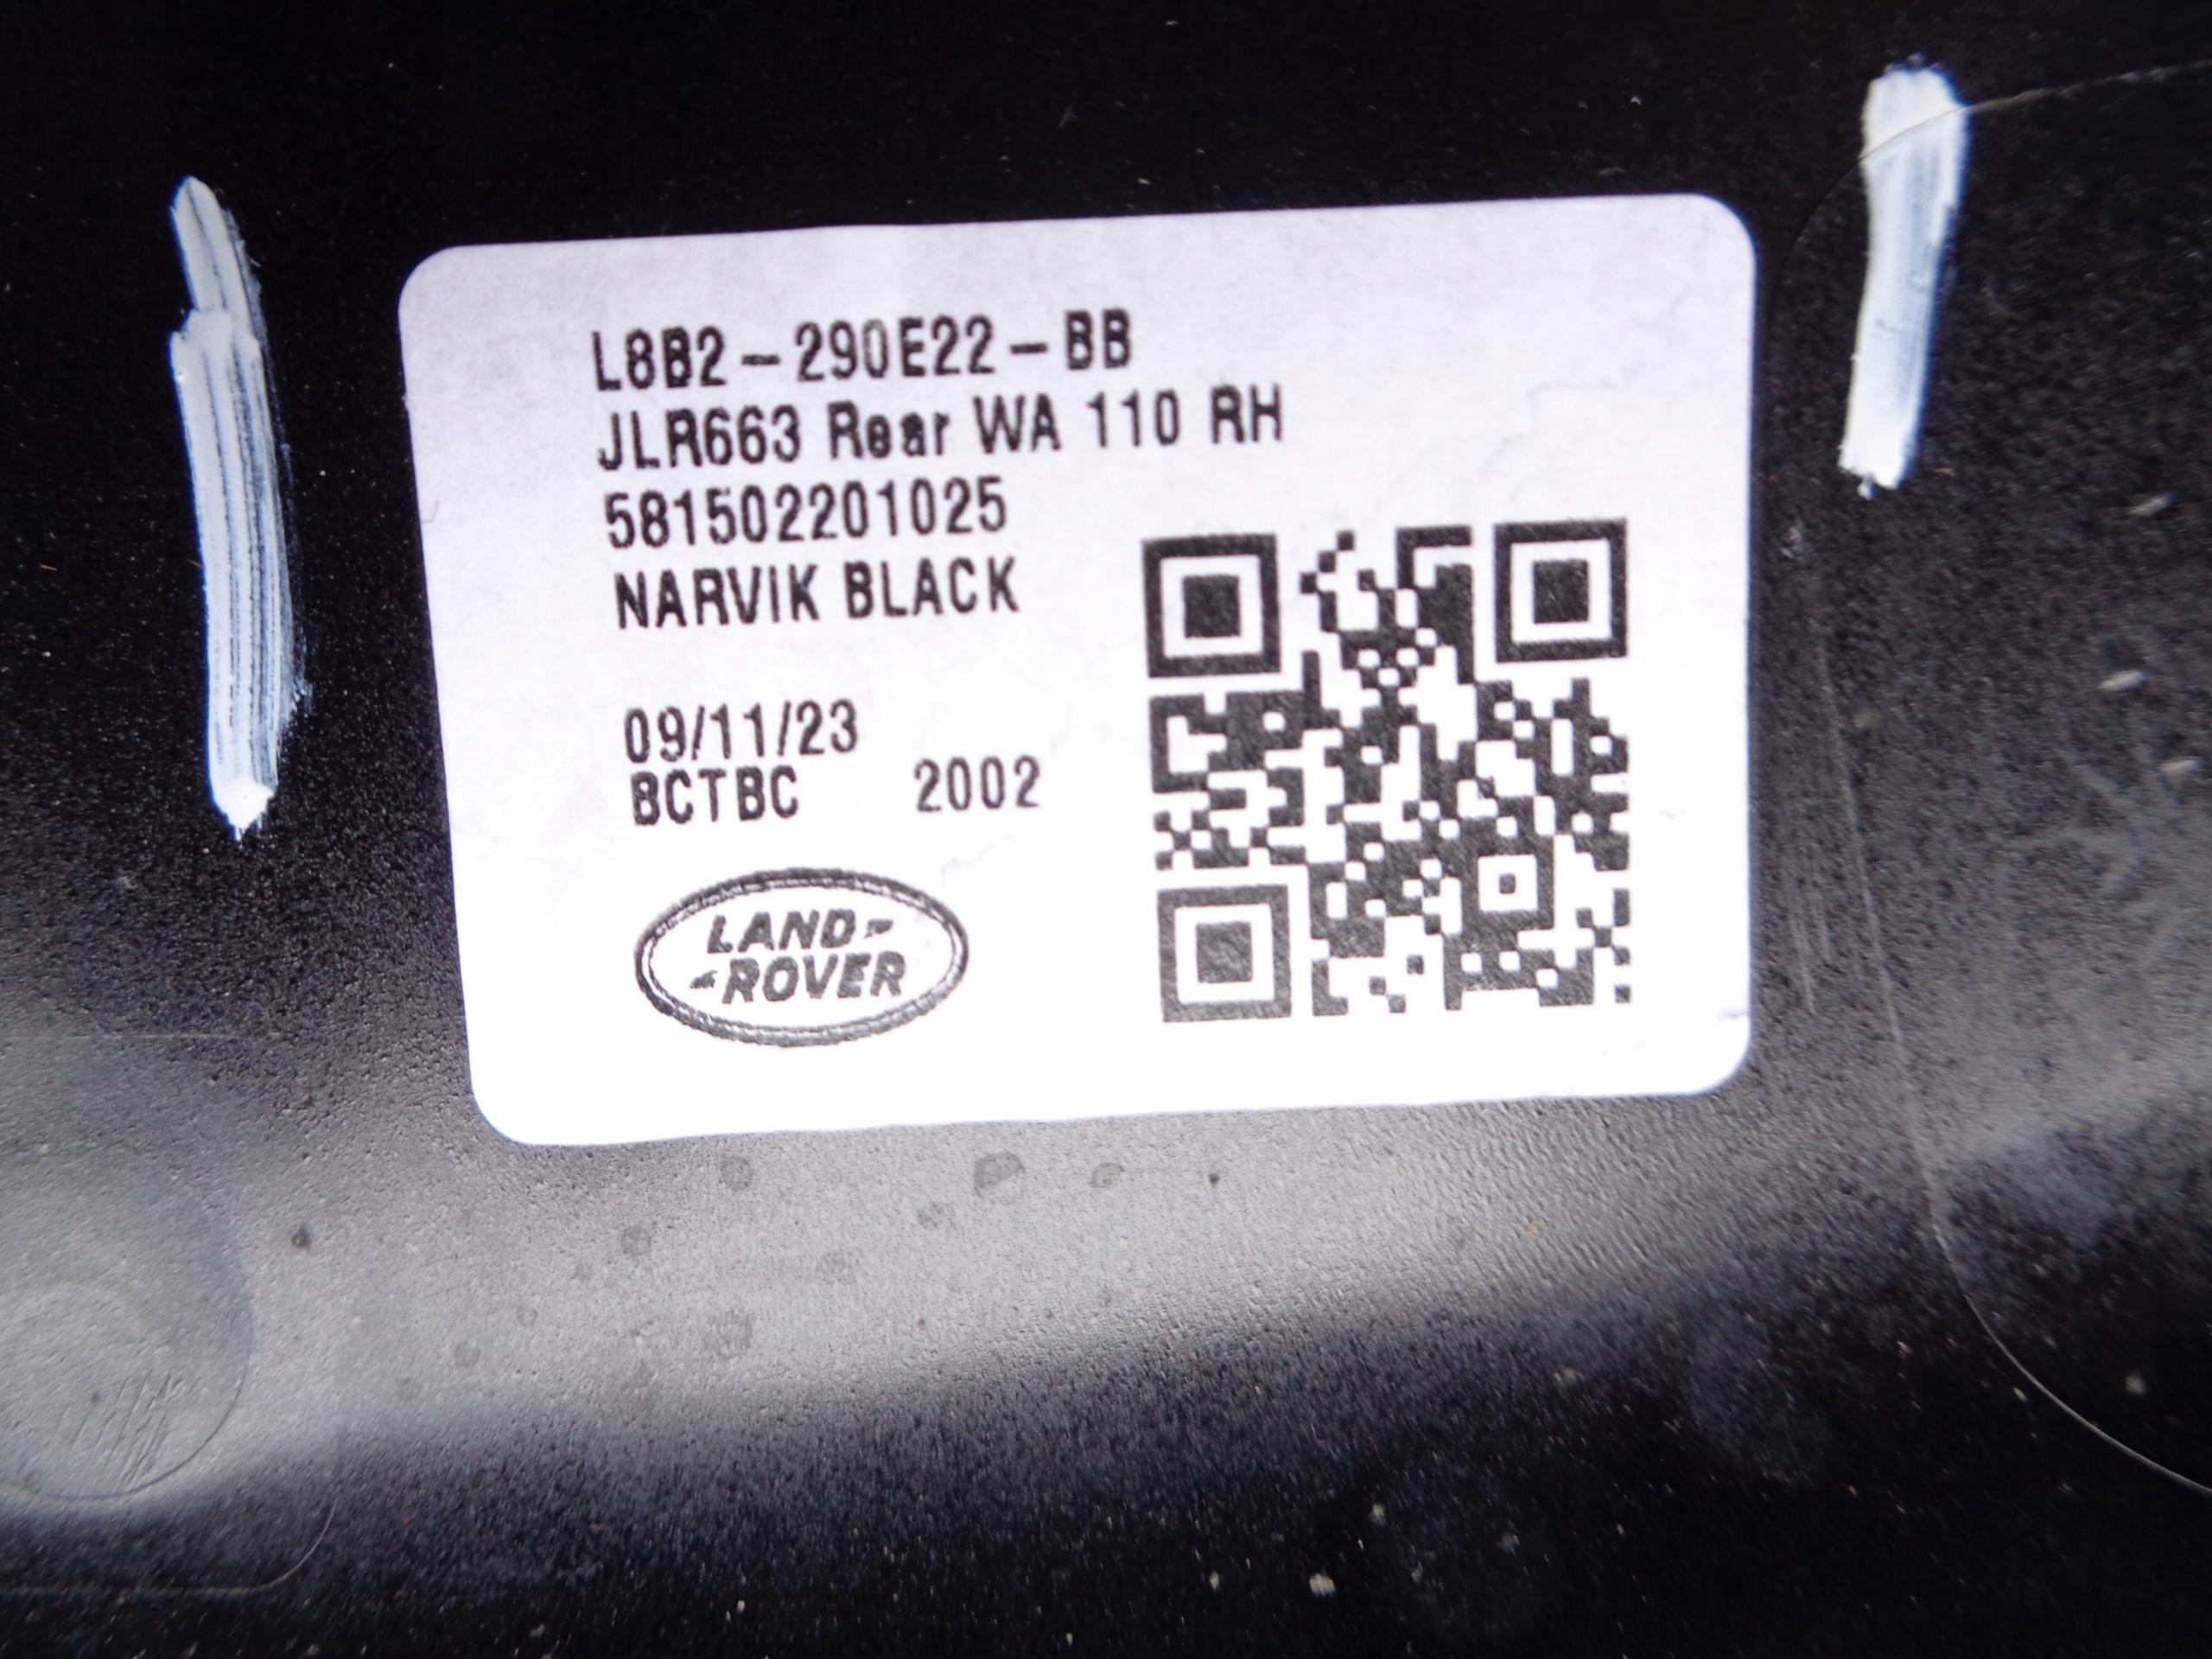 L8B2-290E22-BB
JLR663 Rear WA 110 RH
581502201025
NARVIK BLACK
09/11/23
BCTBC 2002
LAND-
-ROVER